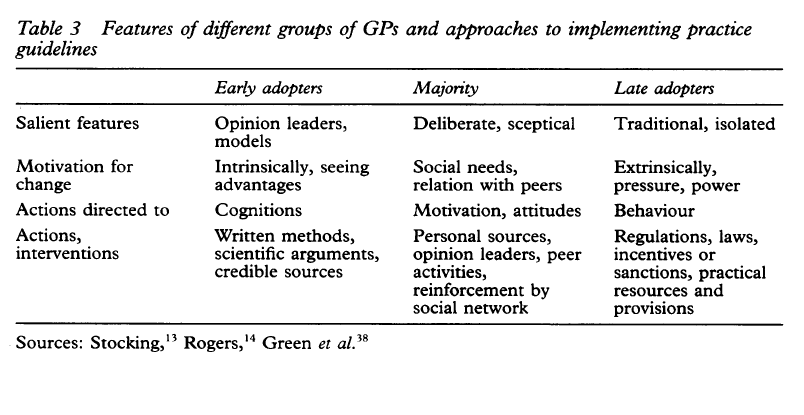 Table 3 Features of different groups of GPs and approaches to implementing practice
guidelines
Early adopters Majority Late adopters
Salient features Opinion leaders, models Deliberate, sceptical Traditional, isolated
Motivation for change Intrinsically, seeing advantages Social needs, relation with peers Extrinsically, pressure, power
Actions directed to Cognitions Motivation, attitudes Behaviour
Actions, interventions Written methods, scientific arguments, credible sources Personal sources, opinion leaders, peer activities, reinforcement by social network Regulations, laws, incentives or sanctions, practical resources and provisions
Sources: Stocking,¹³ Rogers,¹⁴ Green et al.³⁸